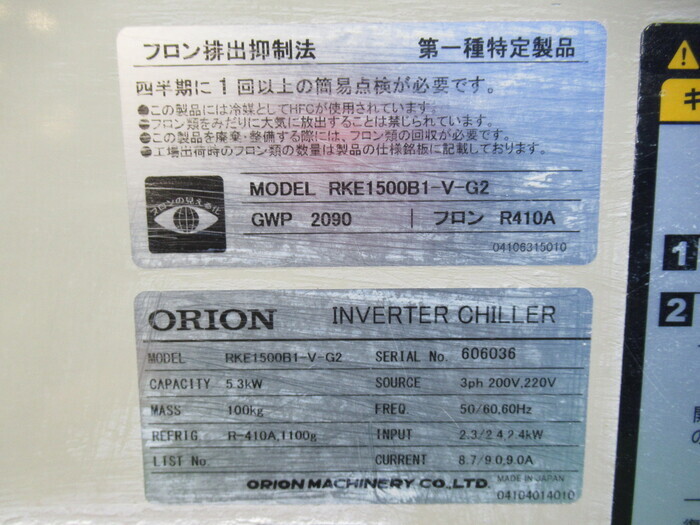 フロン排出抑制法 第一種特定製品
四半期に1回以上の簡易点検が必要です。
●この製品には冷媒としてHFCが使用されています。
●フロン類をみだりに大気に放出することは禁じられています。
●この製品を廃棄・整備する際には、フロン類の回収が必要です。
●工場出荷時のフロン類の数量は製品の仕様銘板に記載しております。
フロンの見える化
MODEL RKE1500B1-V-G2
GWP 2090 フロン R410A
04106315010
ORION INVERTER CHILLER
MODEL RKE1500B1-V-G2 SERIAL No. 606036
CAPACITY 5.3kW SOURCE 3ph 200V,220V
MASS 100kg FREQ. 50/60,60Hz
REFRIG R-410A,1100g INPUT 2.3/2.4,2.4kW
LIST No. CURRENT 8.7/9.0,9.0A
ORION MACHINERY CO.,LTD. MADE IN JAPAN
04104014010
1
2